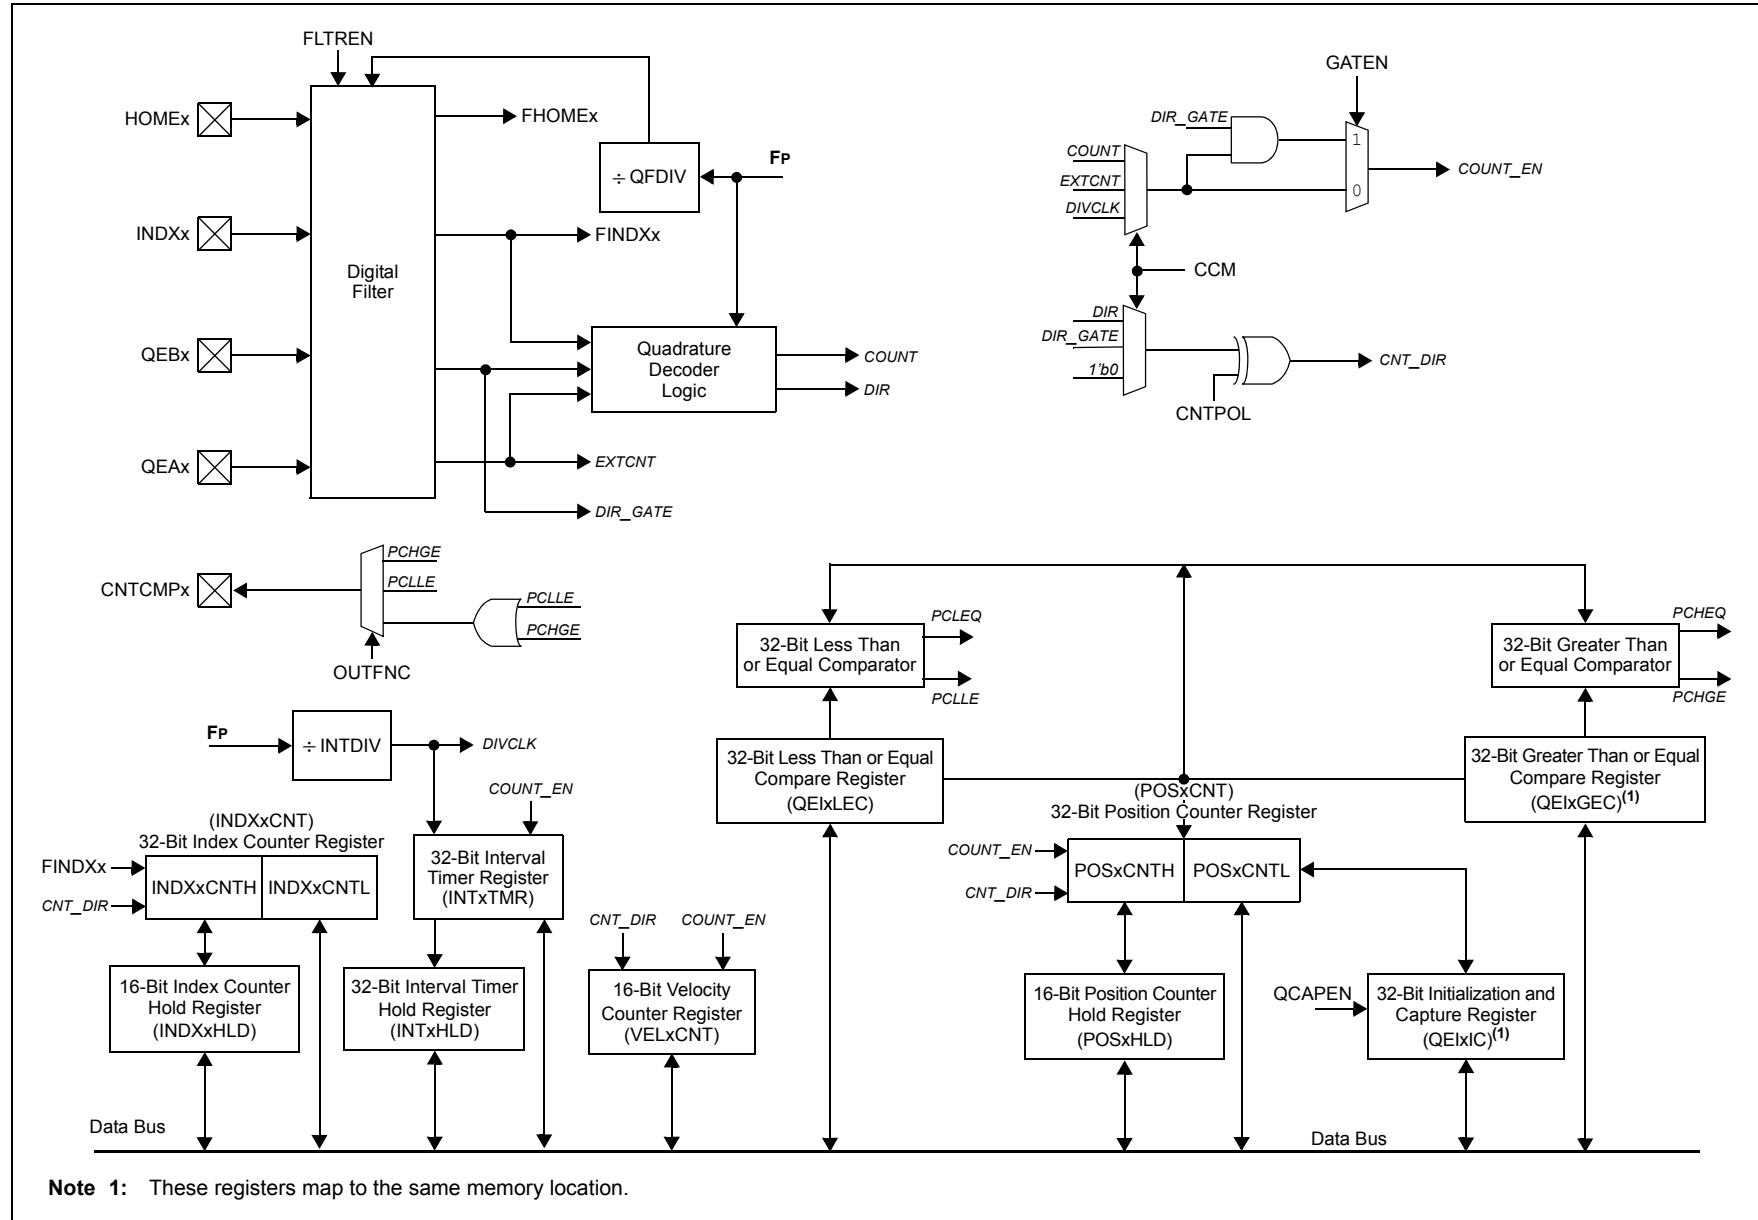 FLTREN
HOMEx
FHOMEx
÷ QFDIV
FP
INDXx
FINDXx
Digital
Filter
QEBx
Quadrature
Decoder
Logic
COUNT
DIR
QEAx
EXTCNT
DIR_GATE
GATEN
DIR_GATE
COUNT
EXTCNT
DIVCLK
1
0
COUNT_EN
CCM
DIR
DIR_GATE
1'b0
CNT_DIR
CNTPOL
CNTCMPx
PCHGE
PCLLE
PCLLE
PCHGE
OUTFNC
32-Bit Less Than
or Equal Comparator
PCLEQ
PCLLE
32-Bit Greater Than
or Equal Comparator
PCHEQ
PCHGE
FP
÷ INTDIV
DIVCLK
COUNT_EN
32-Bit Less Than or Equal
Compare Register
(QEIxLEC)
32-Bit Greater Than or Equal
Compare Register
(QEIxGEC)(1)
(POSxCNT)
32-Bit Position Counter Register
COUNT_EN
CNT_DIR
POSxCNTH
POSxCNTL
(INDXxCNT)
32-Bit Index Counter Register
FINDXx
CNT_DIR
INDXxCNTH
INDXxCNTL
32-Bit Interval
Timer Register
(INTxTMR)
CNT_DIR
COUNT_EN
16-Bit Index Counter
Hold Register
(INDXxHLD)
32-Bit Interval Timer
Hold Register
(INTxHLD)
16-Bit Velocity
Counter Register
(VELxCNT)
16-Bit Position Counter
Hold Register
(POSxHLD)
QCAPEN
32-Bit Initialization and
Capture Register
(QEIxIC)(1)
Data Bus
Data Bus
Note 1: These registers map to the same memory location.